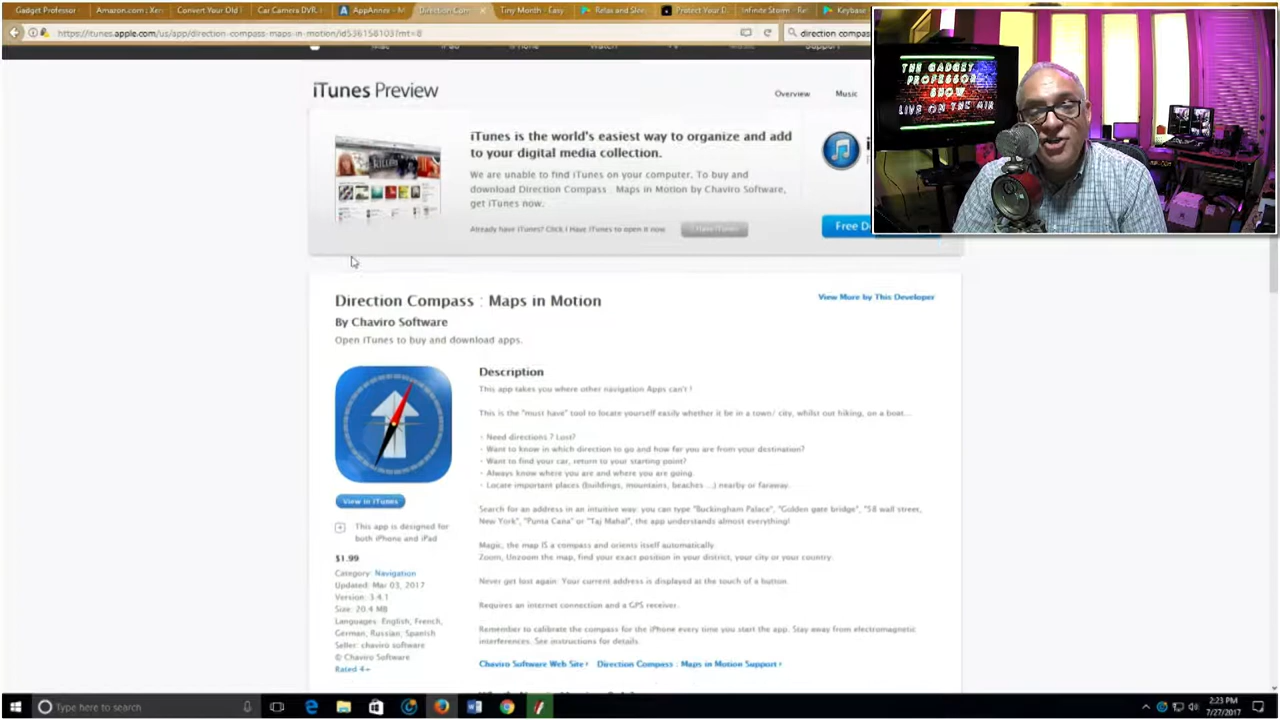 Gadget Professor
Amazon.com : Xero
Convert Your Old
Car Camera DVR.
AppAnnex - M
Direction Com
Tiny Month - Easy
Relax and Slee
Protect Your D
Infinite Storm - Rel
Keybase
https://itunes.apple.com/us/app/direction-compass-maps-in-motion/id536158103?mt=8
direction compas
Mac iPad iPhone Watch TV Music Support
iTunes Preview
Overview Music
THE GADGET
PROFESSOR
SHOW
LIVE ON THE AIR
iTunes is the world's easiest way to organize and add
to your digital media collection.
We are unable to find iTunes on your computer. To buy and
download Direction Compass : Maps in Motion by Chaviro Software,
get iTunes now.
Already have iTunes? Click I Have iTunes to open it now.
I Have iTunes
Free D
Direction Compass : Maps in Motion
View More by This Developer
By Chaviro Software
Open iTunes to buy and download apps.
Description
This app takes you where other navigation Apps can't !
This is the "must have" tool to locate yourself easily whether it be in a town/ city, whilst out hiking, on a boat...
- Need directions ? Lost?
- Want to know in which direction to go and how far you are from your destination?
- Want to find your car, return to your starting point?
- Always know where you are and where you are going.
- Locate important places (buildings, mountains, beaches ...) nearby or faraway.
Search for an address in an intuitive way: you can type "Buckingham Palace", "Golden gate bridge", "58 wall street,
New York", "Punta Cana" or "Taj Mahal", the app understands almost everything!
Magic, the map IS a compass and orients itself automatically.
Zoom, Unzoom the map, find your exact position in your district, your city or your country.
Never get lost again: Your current address is displayed at the touch of a button.
Requires an internet connection and a GPS receiver.
Remember to calibrate the compass for the iPhone every time you start the app. Stay away from electromagnetic
interferences. See instructions for details.
Chaviro Software Web Site › Direction Compass : Maps in Motion Support ›
View in iTunes
This app is designed for
both iPhone and iPad
$1.99
Category: Navigation
Updated: Mar 03, 2017
Version: 3.4.1
Size: 20.4 MB
Languages: English, French,
German, Russian, Spanish
Seller: chaviro software
© Chaviro Software
Rated 4+
Type here to search
2:23 PM
7/27/2017